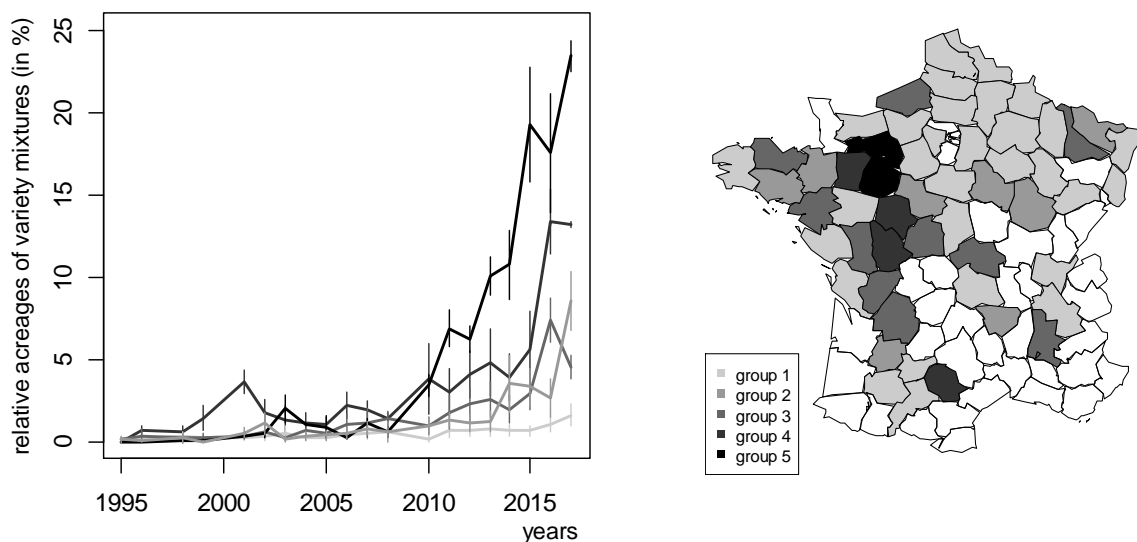 relative acreages of variety mixtures (in %)
25
20
15
10
5
0
1995 2000 2005 2010 2015
years
group 1
group 2
group 3
group 4
group 5